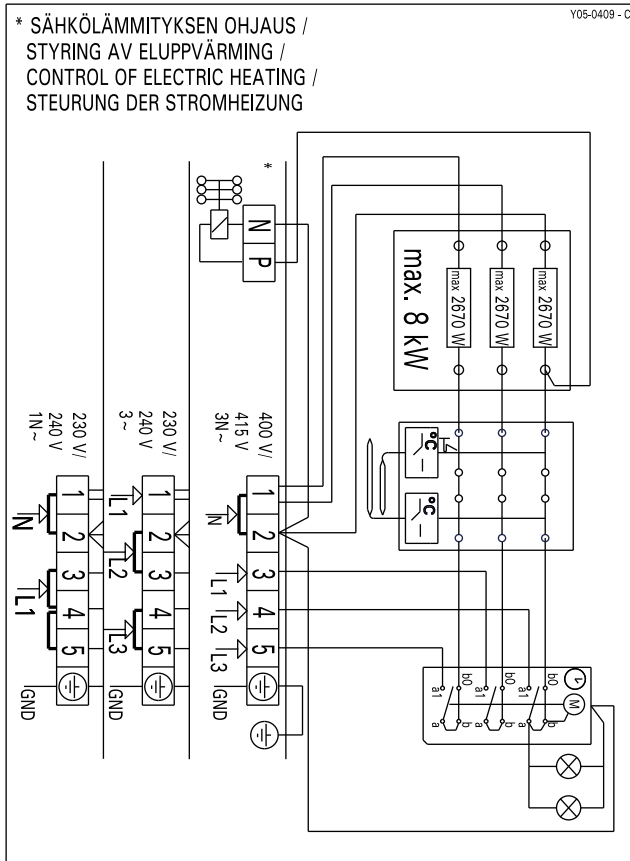 Y05-0409 - C
* SÄHKÖLÄMMITYKSEN OHJAUS /
STYRING AV ELUPPVÄRMING /
CONTROL OF ELECTRIC HEATING /
STEURUNG DER STROMHEIZUNG
*
N
P
max. 8 kW
max 2670 W
max 2670 W
max 2670 W
°C
°C
230 V/
240 V
1N~
1
2
3
4
5
N
L1
GND
230 V/
240 V
3~
1
2
3
4
5
L1
L2
L3
GND
400 V/
415 V
3N~
1
2
3
4
5
N
L1
L2
L3
GND
1
M
b0
a1
b0
a1
b0
a1
a
b
a
b
a
b